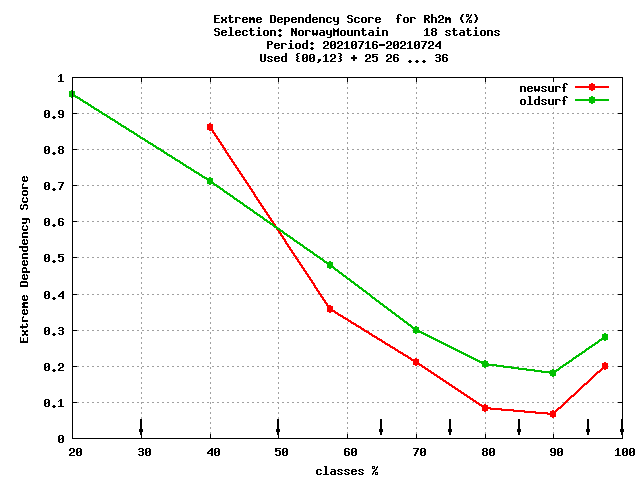 Extreme Dependency Score  for Rh2m (%)
Selection: NorwayMountain     18 stations
Period: 20210716-20210724
Used {00,12} + 25 26 ... 36
newsurf
oldsurf
1
0.9
0.8
0.7
0.6
0.5
0.4
0.3
0.2
0.1
0
Extreme Dependency Score
20 30 40 50 60 70 80 90 100
classes %